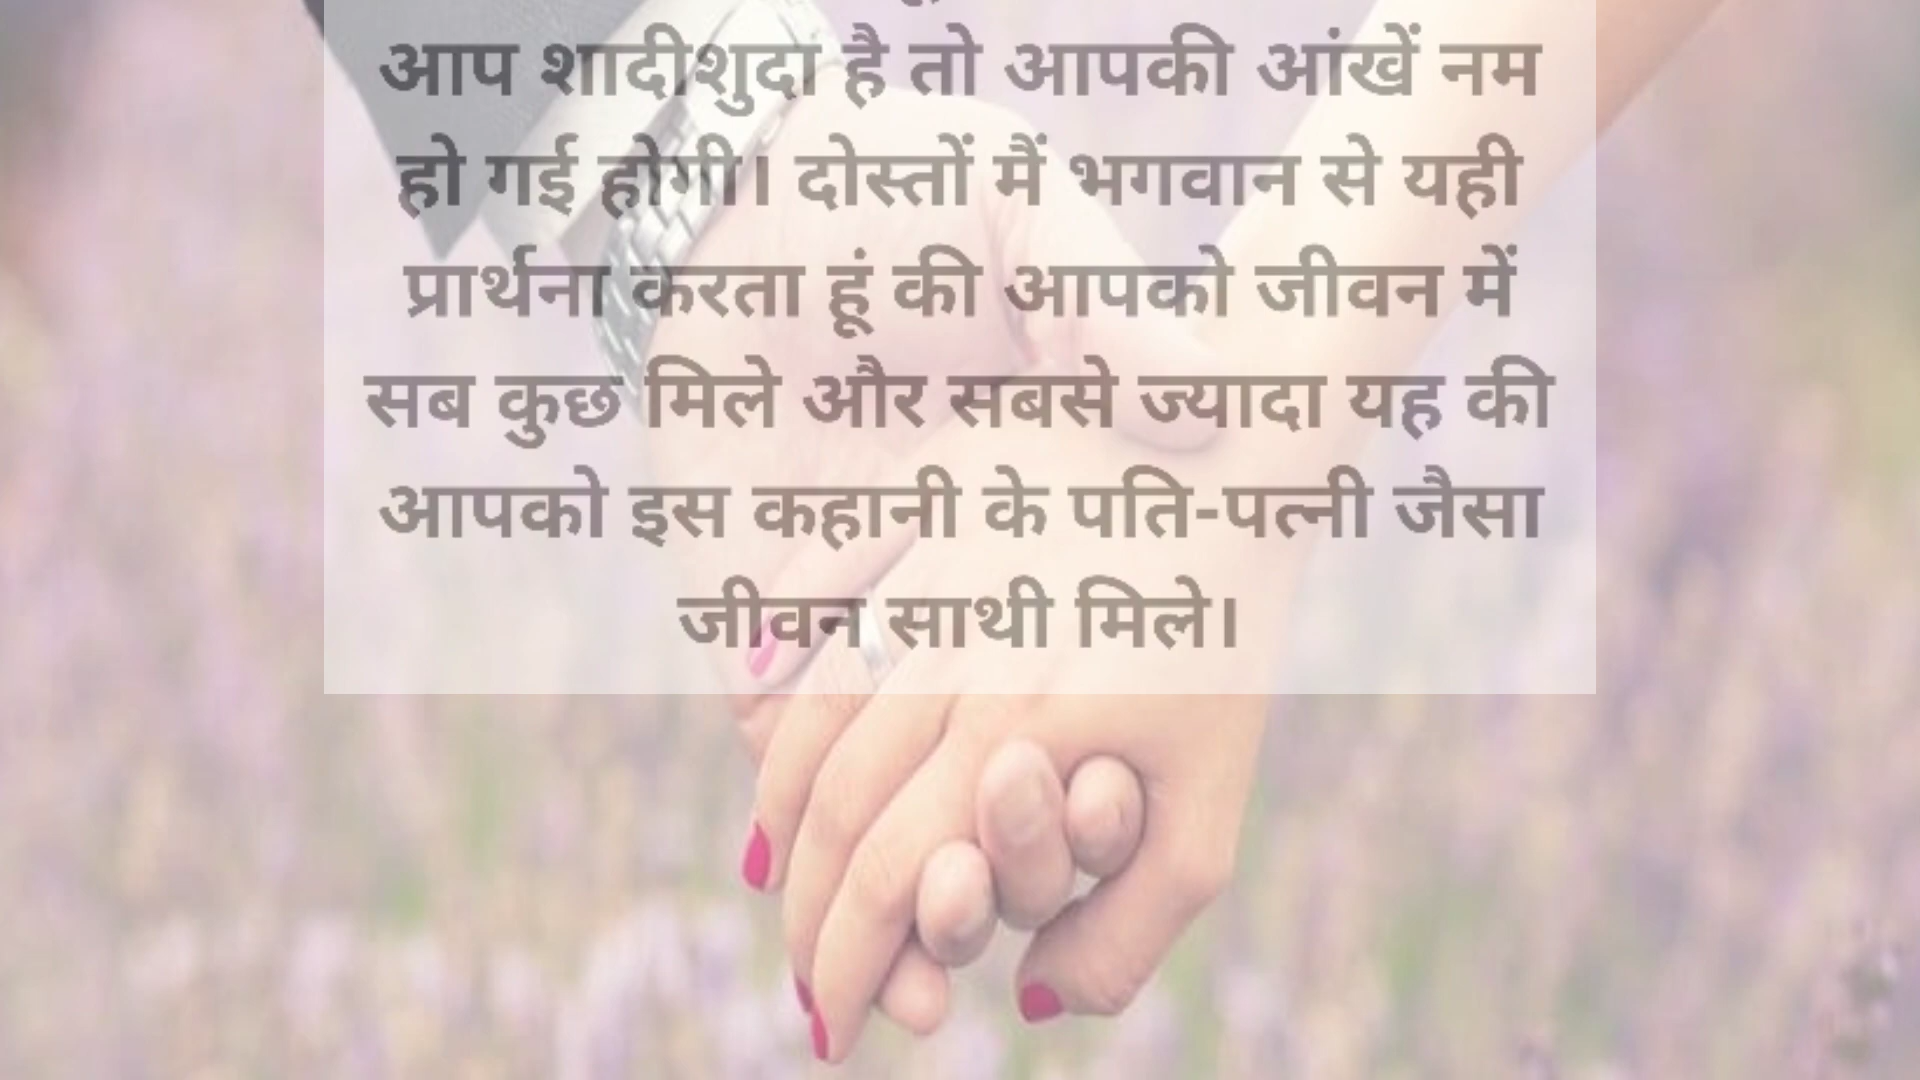 आप शादीशुदा है तो आपकी आंखें नम
हो गई होगी। दोस्तों मैं भगवान से यही
प्रार्थना करता हूं की आपको जीवन में
सब कुछ मिले और सबसे ज्यादा यह की
आपको इस कहानी के पति-पत्नी जैसा
जीवन साथी मिले।